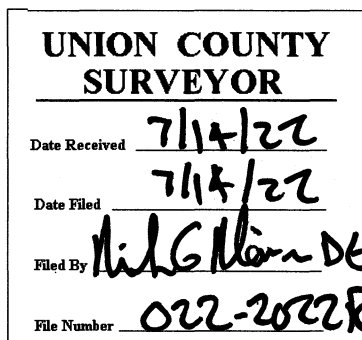 UNION COUNTY
SURVEYOR
Date Received 7/14/22
Date Filed 7/14/22
Filed By
File Number 022-2022